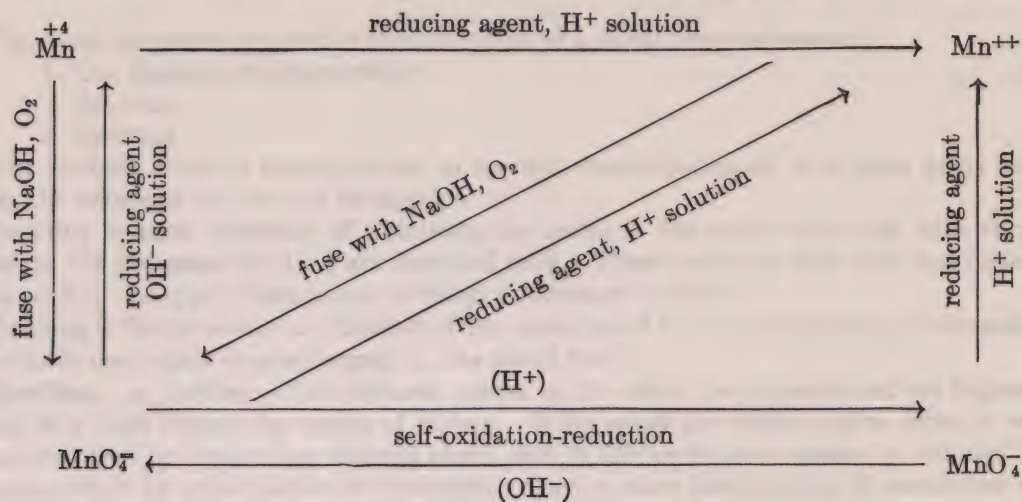 reducing agent, H⁺ solution
+4
Mn
Mn⁺⁺
fuse with NaOH, O₂
reducing agent
OH⁻ solution
fuse with NaOH, O₂
reducing agent, H⁺ solution
reducing agent
H⁺ solution
(H⁺)
self-oxidation-reduction
MnO₄⁼
MnO₄⁻
(OH⁻)